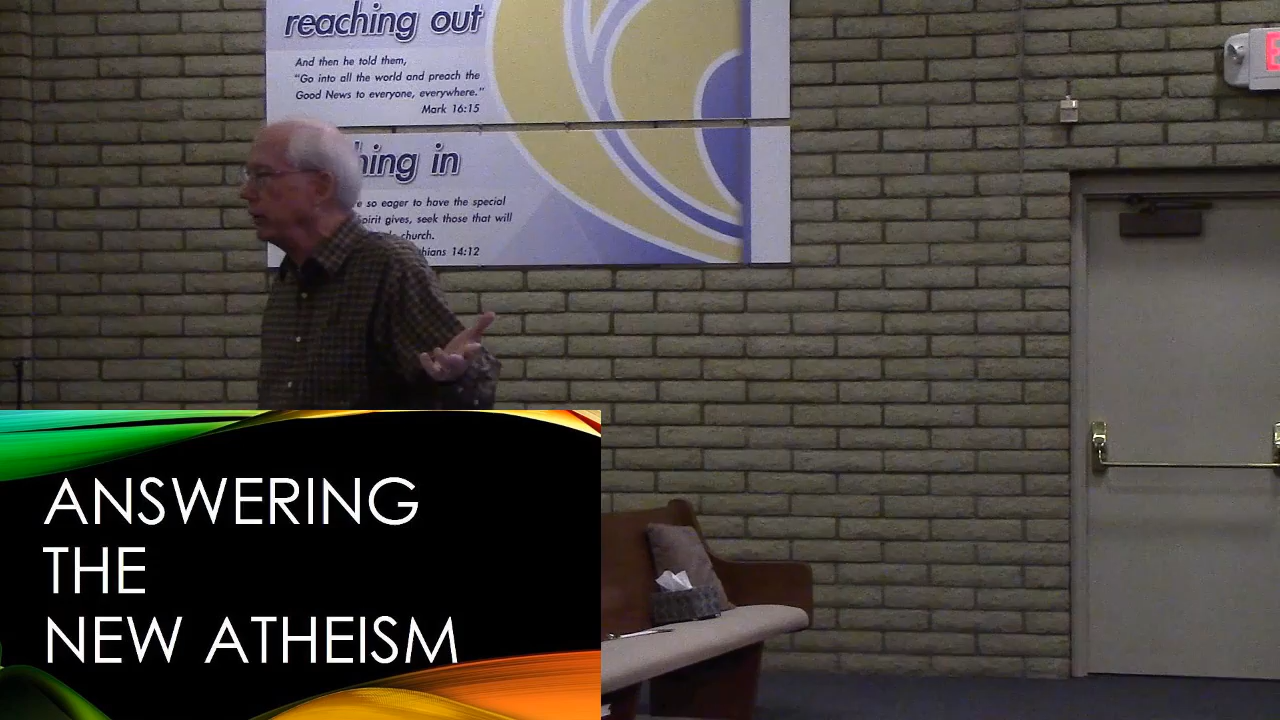 reaching out
And then he told them,
"Go into all the world and preach the
Good News to everyone, everywhere."
Mark 16:15
hing in
e so eager to have the special
Spirit gives, seek those that will
church.
hians 14:12
ANSWERING
THE
NEW ATHEISM